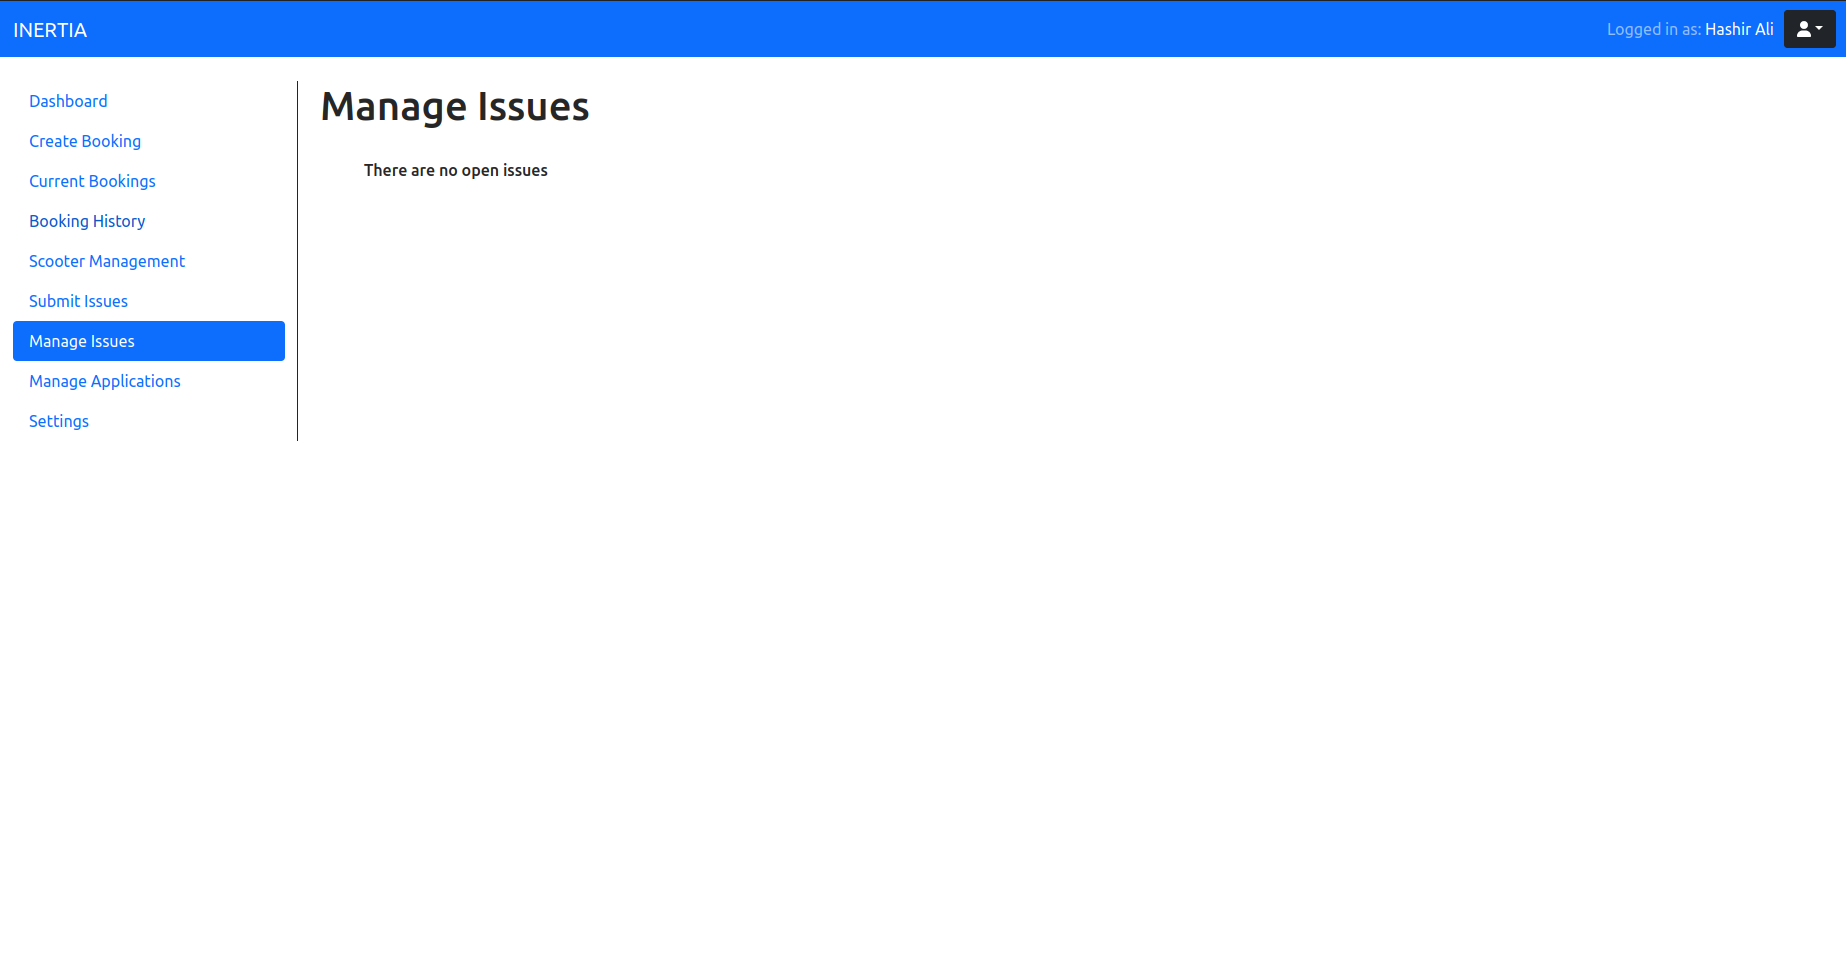 INERTIA
Logged in as: Hashir Ali
Dashboard
Create Booking
Current Bookings
Booking History
Scooter Management
Submit Issues
Manage Issues
Manage Applications
Settings
Manage Issues
There are no open issues